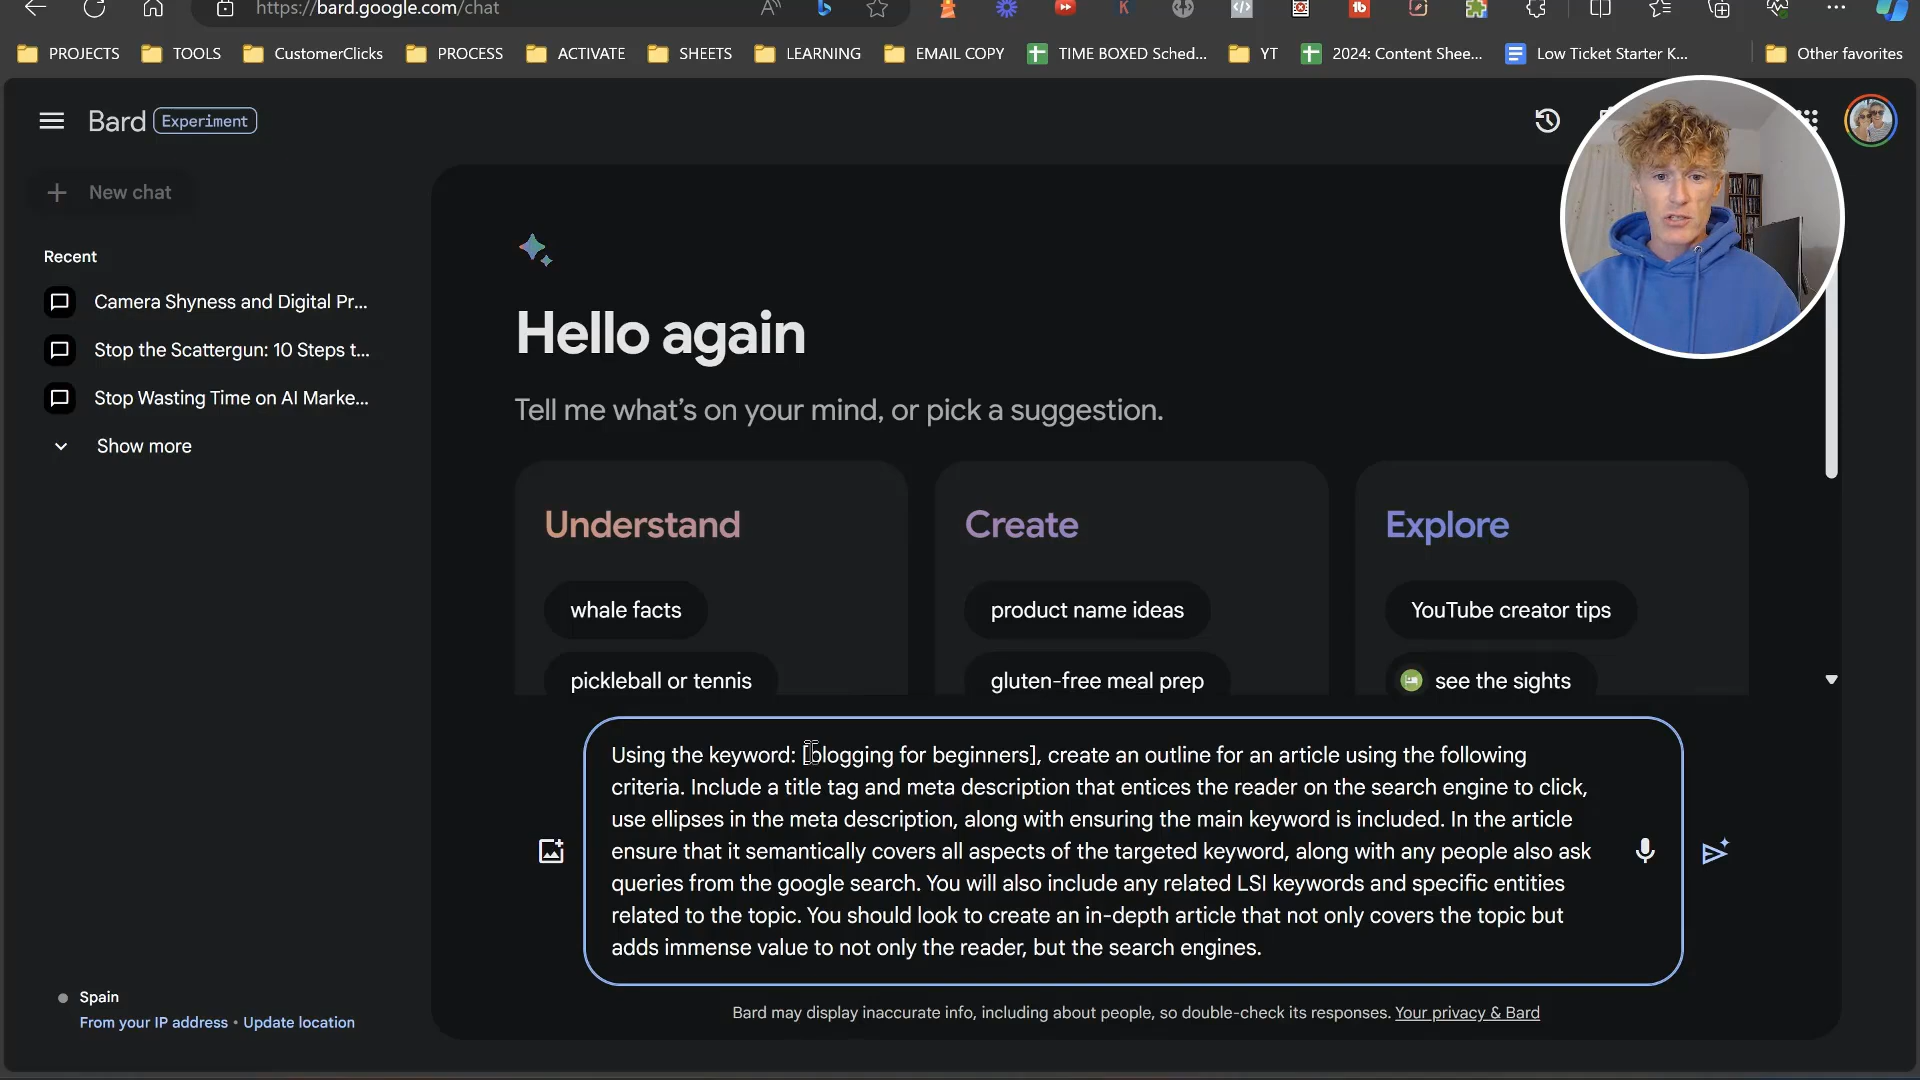 https://bard.google.com/chat
PROJECTS TOOLS CustomerClicks PROCESS ACTIVATE SHEETS LEARNING EMAIL COPY TIME BOXED Sched... YT 2024: Content Shee... Low Ticket Starter K... Other favorites
Bard Experiment
New chat
Recent
Camera Shyness and Digital Pr...
Stop the Scattergun: 10 Steps t...
Stop Wasting Time on AI Marke...
Show more
Hello again
Tell me what's on your mind, or pick a suggestion.
Understand
whale facts
pickleball or tennis
Create
product name ideas
gluten-free meal prep
Explore
YouTube creator tips
see the sights
Using the keyword: [blogging for beginners], create an outline for an article using the following
criteria. Include a title tag and meta description that entices the reader on the search engine to click,
use ellipses in the meta description, along with ensuring the main keyword is included. In the article
ensure that it semantically covers all aspects of the targeted keyword, along with any people also ask
queries from the google search. You will also include any related LSI keywords and specific entities
related to the topic. You should look to create an in-depth article that not only covers the topic but
adds immense value to not only the reader, but the search engines.
Bard may display inaccurate info, including about people, so double-check its responses. Your privacy & Bard
Spain
From your IP address • Update location